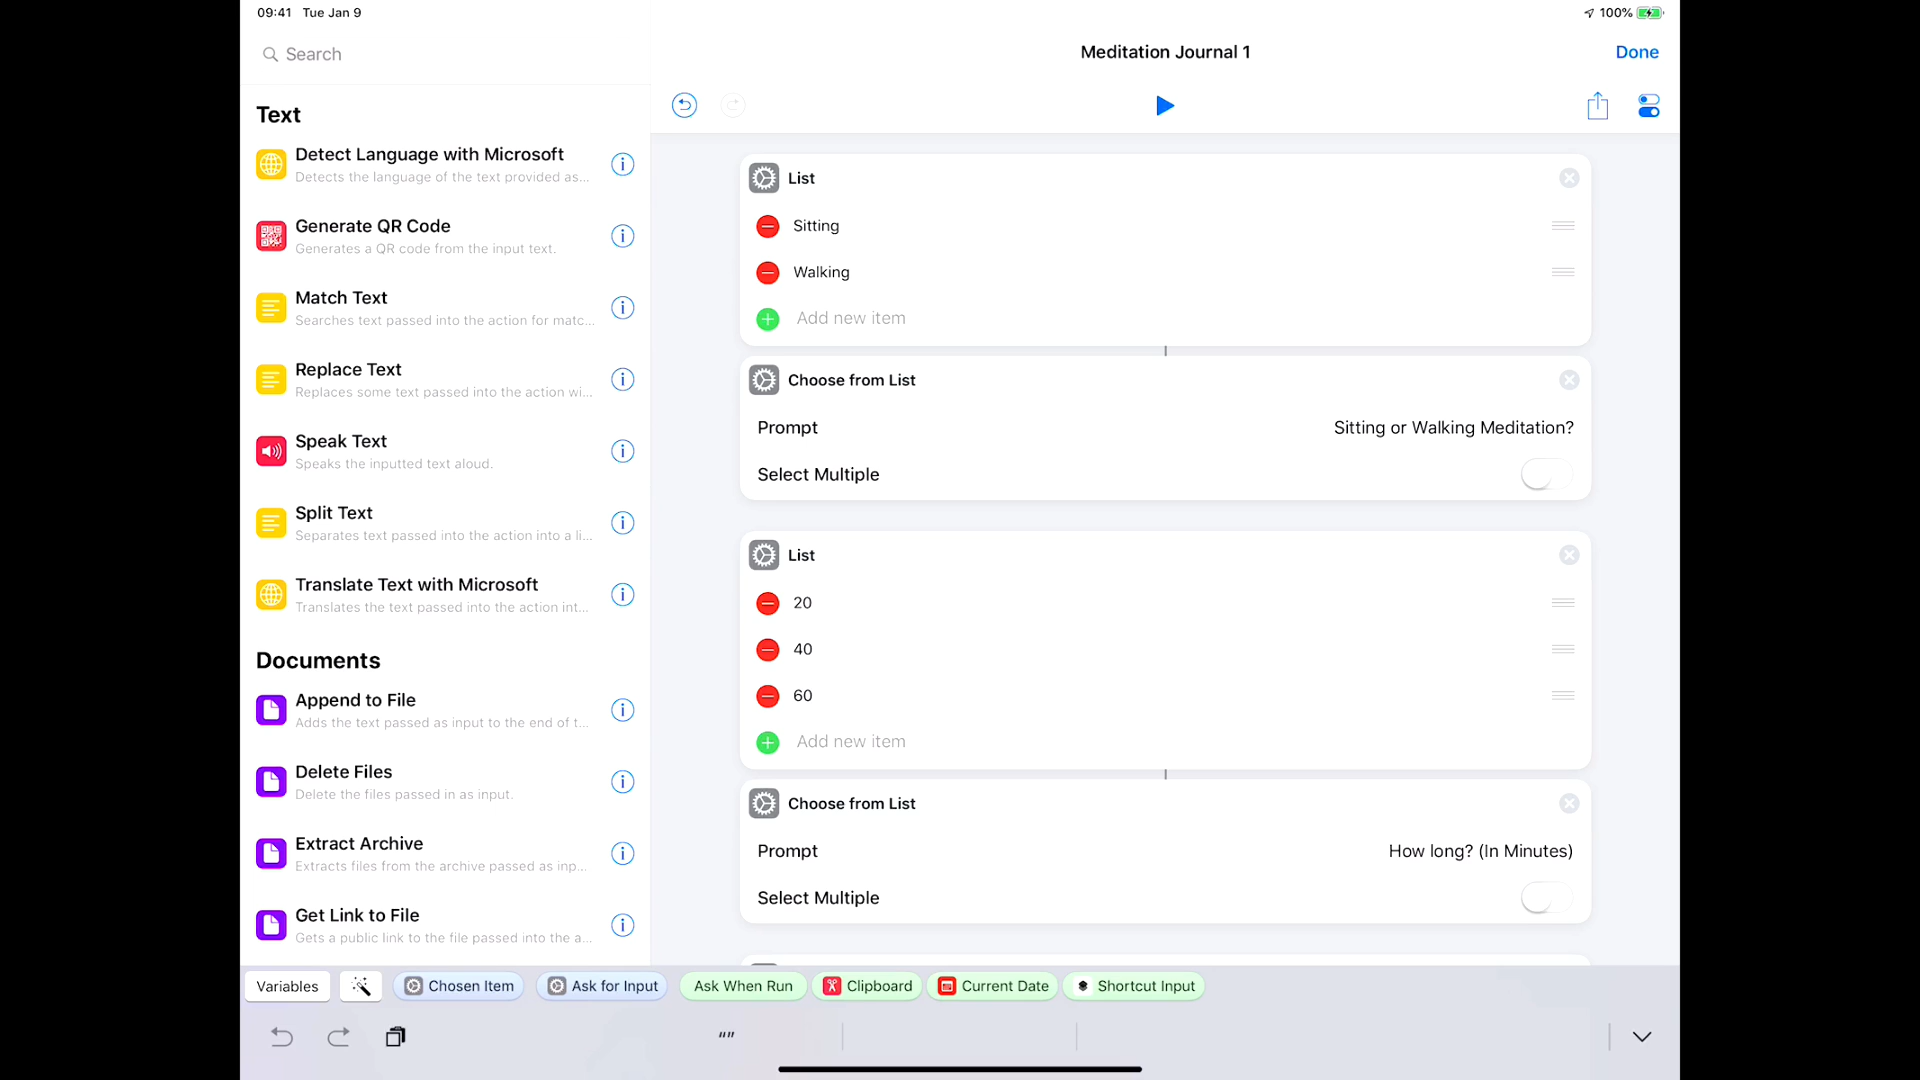 09:41 Tue Jan 9
100%
Search
Meditation Journal 1
Done
Text
Detect Language with Microsoft
Detects the language of the text provided as...
Generate QR Code
Generates a QR code from the input text.
Match Text
Searches text passed into the action for matc...
Replace Text
Replaces some text passed into the action wi...
Speak Text
Speaks the inputted text aloud.
Split Text
Separates text passed into the action into a li...
Translate Text with Microsoft
Translates the text passed into the action int...
Documents
Append to File
Adds the text passed as input to the end of t...
Delete Files
Delete the files passed in as input.
Extract Archive
Extracts files from the archive passed as inp...
Get Link to File
Gets a public link to the file passed into the a...
List
Sitting
Walking
Add new item
Choose from List
Prompt Sitting or Walking Meditation?
Select Multiple
List
20
40
60
Add new item
Choose from List
Prompt How long? (In Minutes)
Select Multiple
Variables Chosen Item Ask for Input Ask When Run Clipboard Current Date Shortcut Input
“”